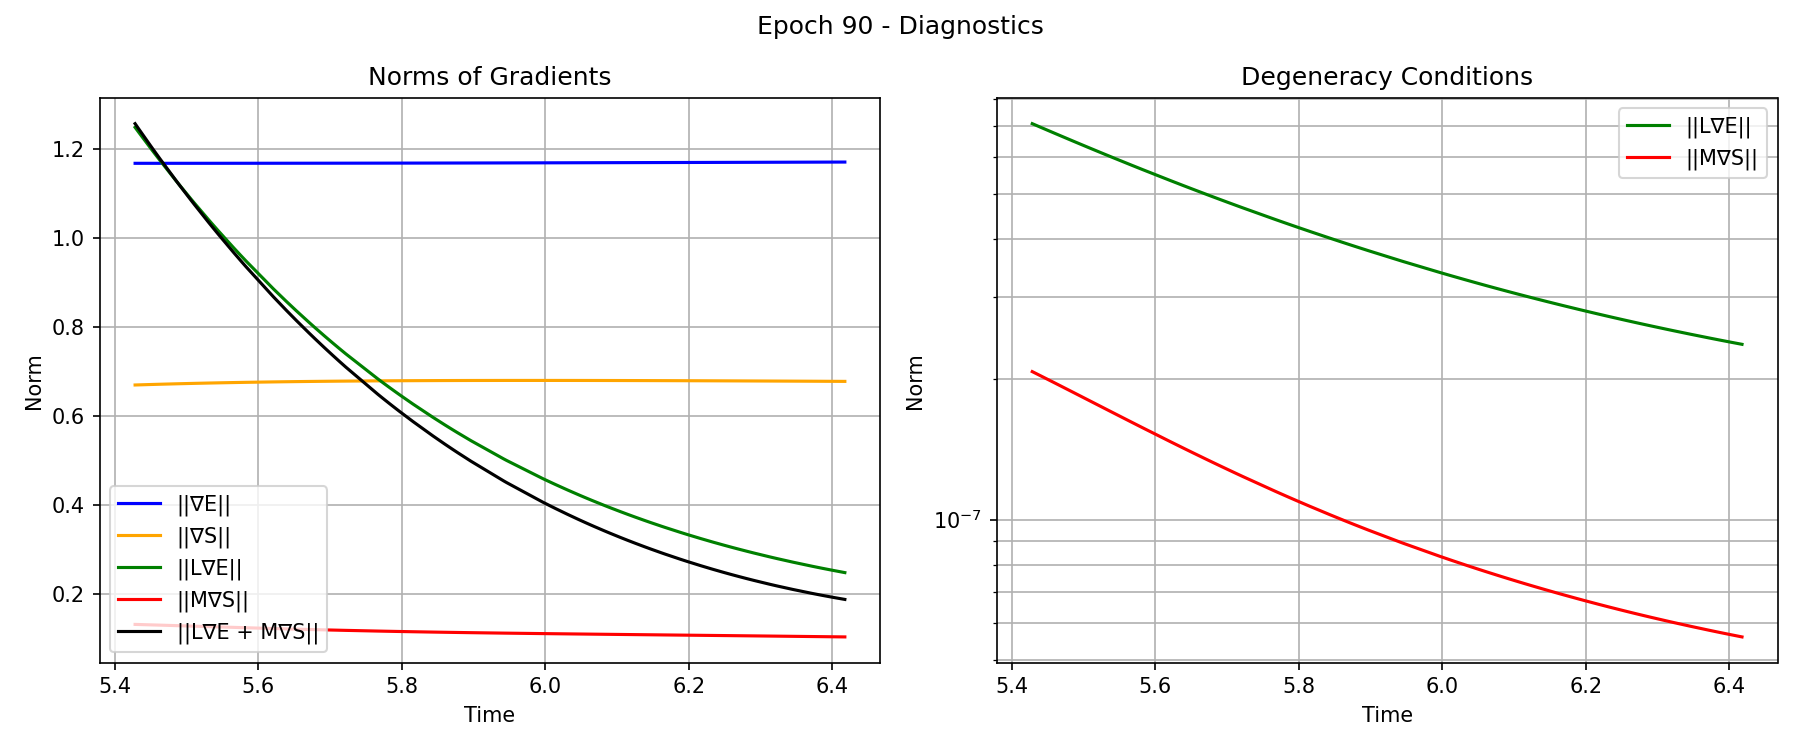 Epoch 90 - Diagnostics
Norms of Gradients
Norm
1.2
1.0
0.8
0.6
0.4
0.2
||∇E||
||∇S||
||L∇E||
||M∇S||
||L∇E + M∇S||
5.4 5.6 5.8 6.0 6.2 6.4
Time
Degeneracy Conditions
Norm
10⁻⁷
||L∇E||
||M∇S||
5.4 5.6 5.8 6.0 6.2 6.4
Time